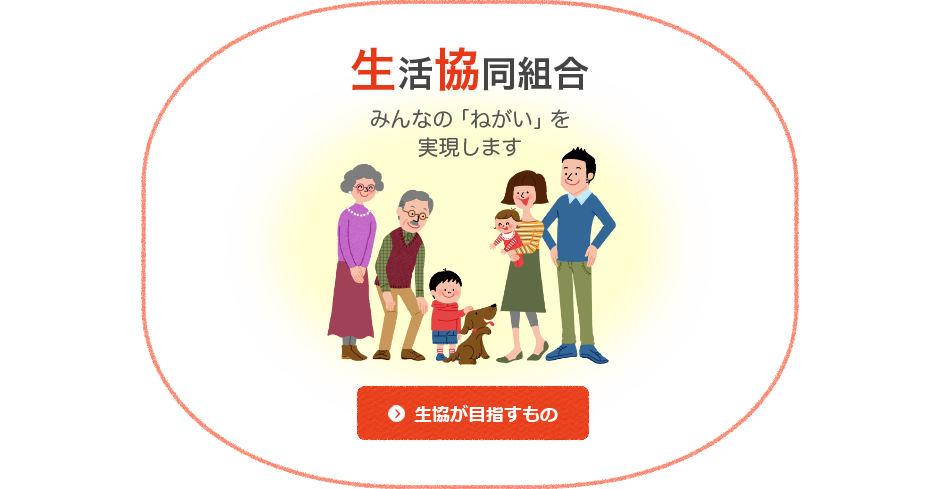 生活協同組合
みんなの「ねがい」を
実現します
生協が目指すもの